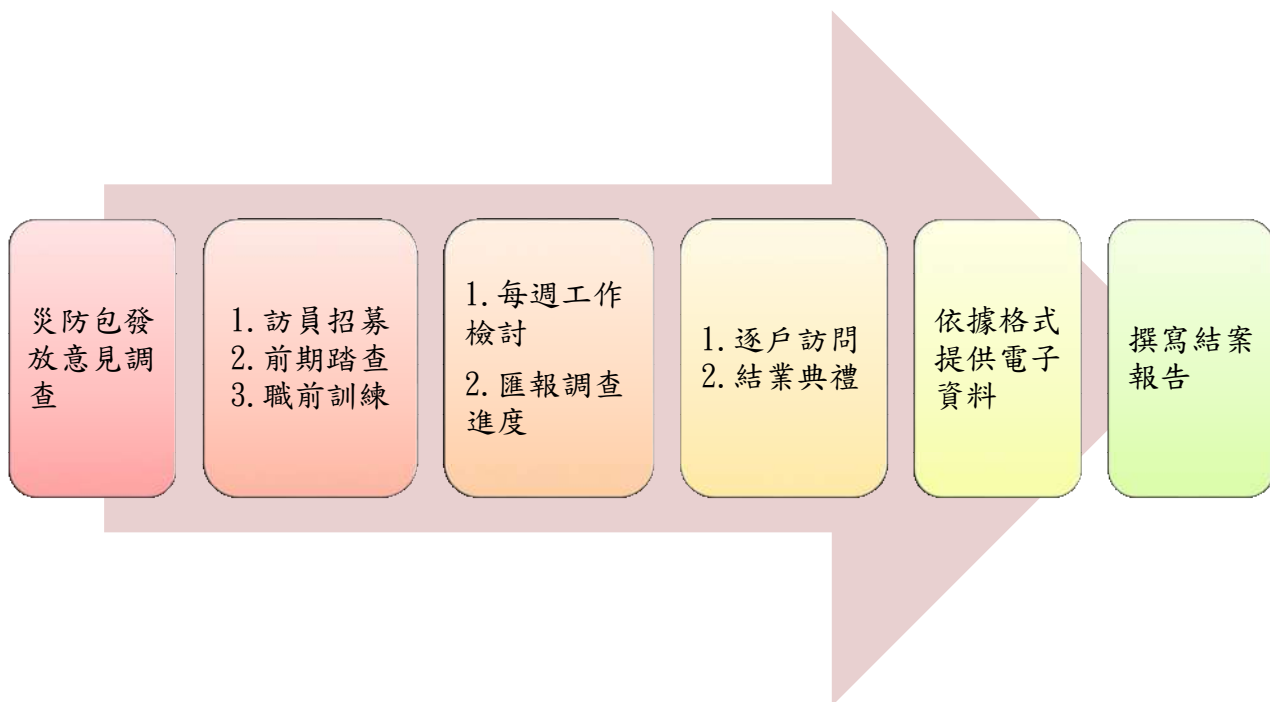 災防包發
放意見調
查
1.訪員招募
2.前期踏查
3.職前訓練
1.每週工作
檢討
2.匯報調查
進度
1.逐戶訪問
2.結業典禮
依據格式
提供電子
資料
撰寫結案
報告